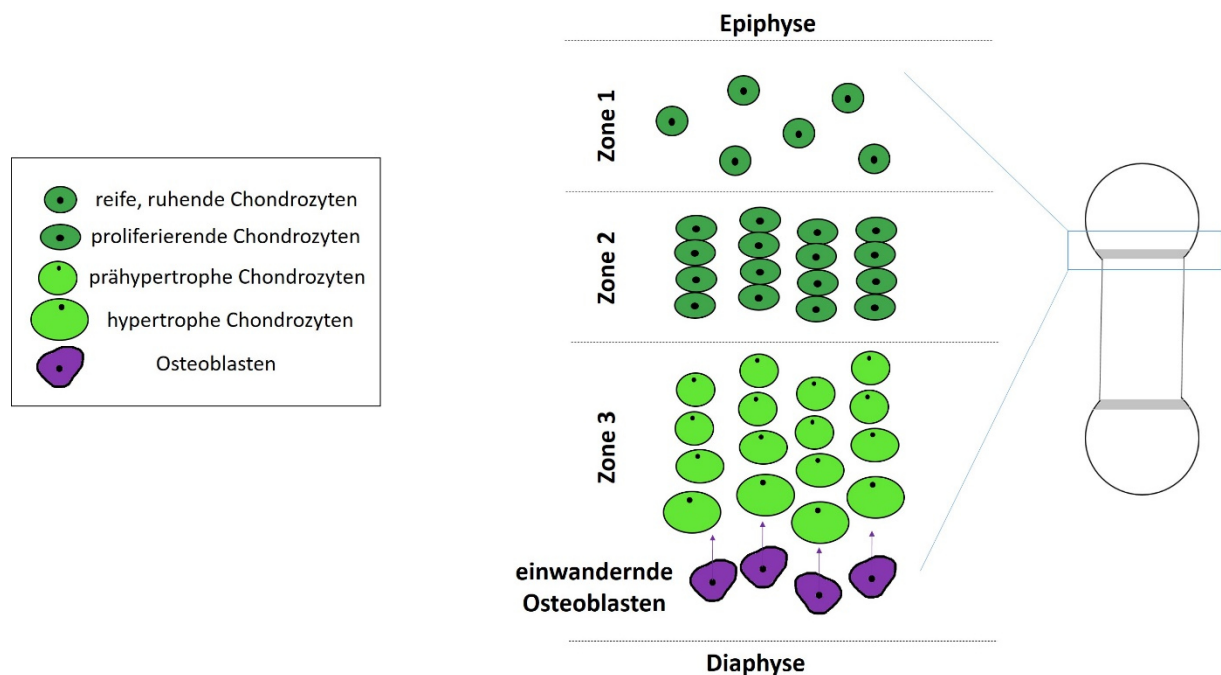 Epiphyse
Zone 1
Zone 2
Zone 3
reife, ruhende Chondrozyten
proliferierende Chondrozyten
prähypertrophe Chondrozyten
hypertrophe Chondrozyten
Osteoblasten
einwandernde
Osteoblasten
Diaphyse